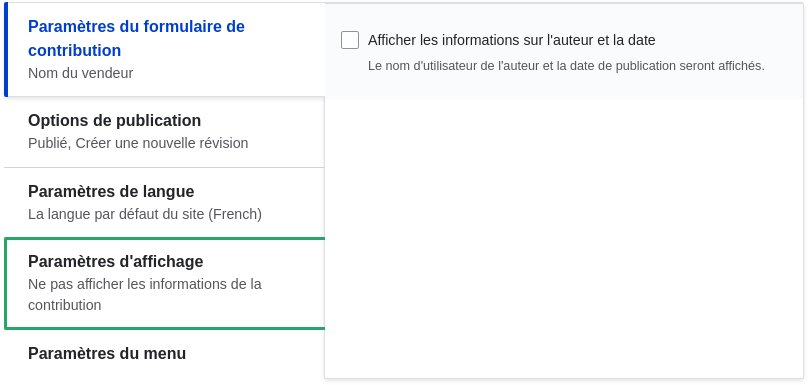 Paramètres du formulaire de
contribution
Nom du vendeur
Options de publication
Publié, Créer une nouvelle révision
Paramètres de langue
La langue par défaut du site (French)
Paramètres d'affichage
Ne pas afficher les informations de la
contribution
Paramètres du menu
Afficher les informations sur l'auteur et la date
Le nom d'utilisateur de l'auteur et la date de publication seront affichés.